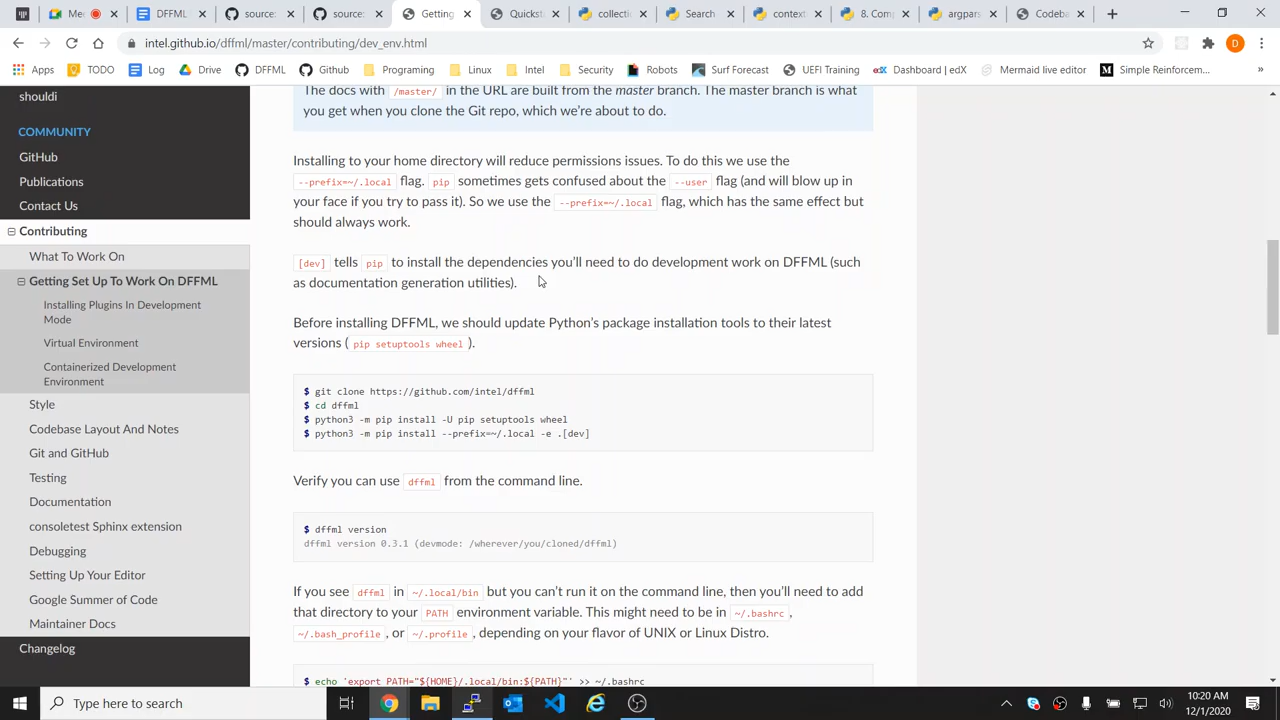 Mee
DFFML
source:
source:
Getting
Quickst
collecti
Search
context
8. Comp
argpars
Codeba
intel.github.io/dffml/master/contributing/dev_env.html
Apps
TODO
Log
Drive
DFFML
Github
Programing
Linux
Intel
Security
Robots
Surf Forecast
UEFI Training
Dashboard | edX
Mermaid live editor
Simple Reinforcem...
shouldi
COMMUNITY
GitHub
Publications
Contact Us
Contributing
What To Work On
Getting Set Up To Work On DFFML
Installing Plugins In Development
Mode
Virtual Environment
Containerized Development
Environment
Style
Codebase Layout And Notes
Git and GitHub
Testing
Documentation
consoletest Sphinx extension
Debugging
Setting Up Your Editor
Google Summer of Code
Maintainer Docs
Changelog
The docs with /master/ in the URL are built from the master branch. The master branch is what
you get when you clone the Git repo, which we're about to do.
Installing to your home directory will reduce permissions issues. To do this we use the
--prefix=~/.local flag. pip sometimes gets confused about the --user flag (and will blow up in
your face if you try to pass it). So we use the --prefix=~/.local flag, which has the same effect but
should always work.
[dev] tells pip to install the dependencies you'll need to do development work on DFFML (such
as documentation generation utilities).
Before installing DFFML, we should update Python's package installation tools to their latest
versions ( pip setuptools wheel ).
$ git clone https://github.com/intel/dffml
$ cd dffml
$ python3 -m pip install -U pip setuptools wheel
$ python3 -m pip install --prefix=~/.local -e .[dev]
Verify you can use dffml from the command line.
$ dffml version
dffml version 0.3.1 (devmode: /wherever/you/cloned/dffml)
If you see dffml in ~/.local/bin but you can't run it on the command line, then you'll need to add
that directory to your PATH environment variable. This might need to be in ~/.bashrc ,
~/.bash_profile , or ~/.profile , depending on your flavor of UNIX or Linux Distro.
$ echo 'export PATH="${HOME}/.local/bin:${PATH}"' >> ~/.bashrc
Type here to search
10:20 AM
12/1/2020